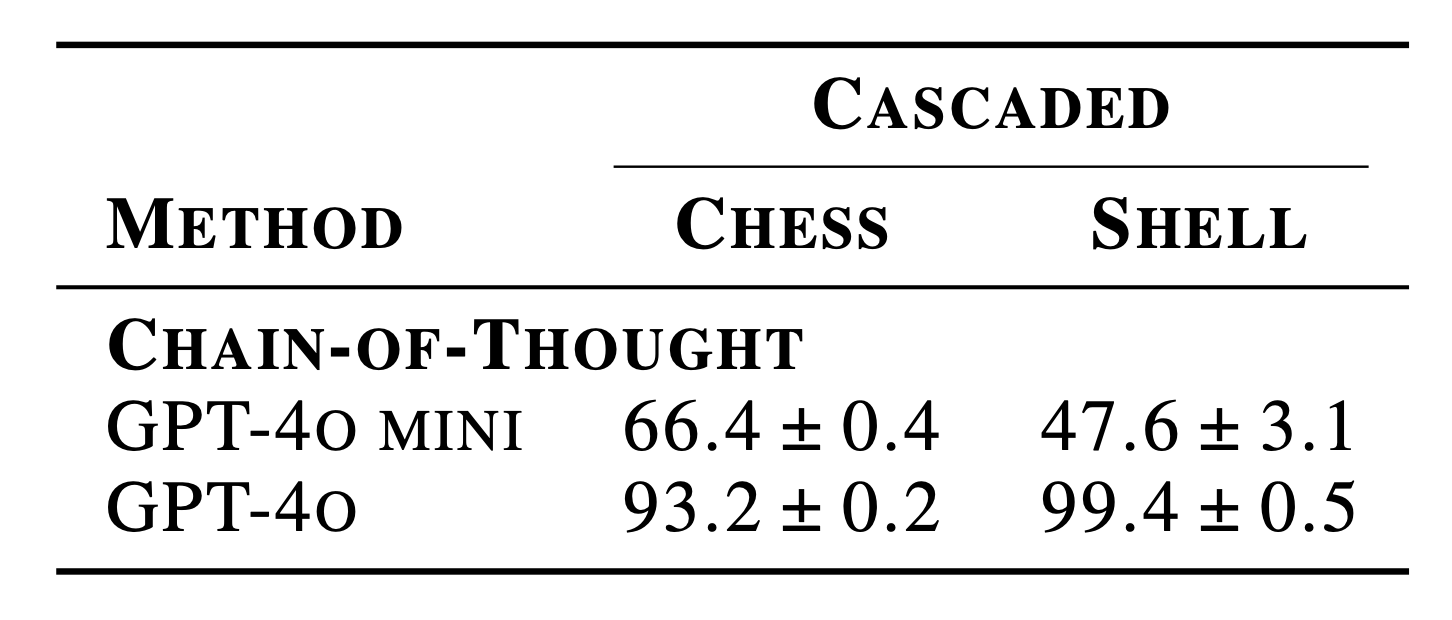 CASCADED
METHOD CHESS SHELL
CHAIN-OF-THOUGHT
GPT-4O MINI 66.4 ± 0.4 47.6 ± 3.1
GPT-4O 93.2 ± 0.2 99.4 ± 0.5